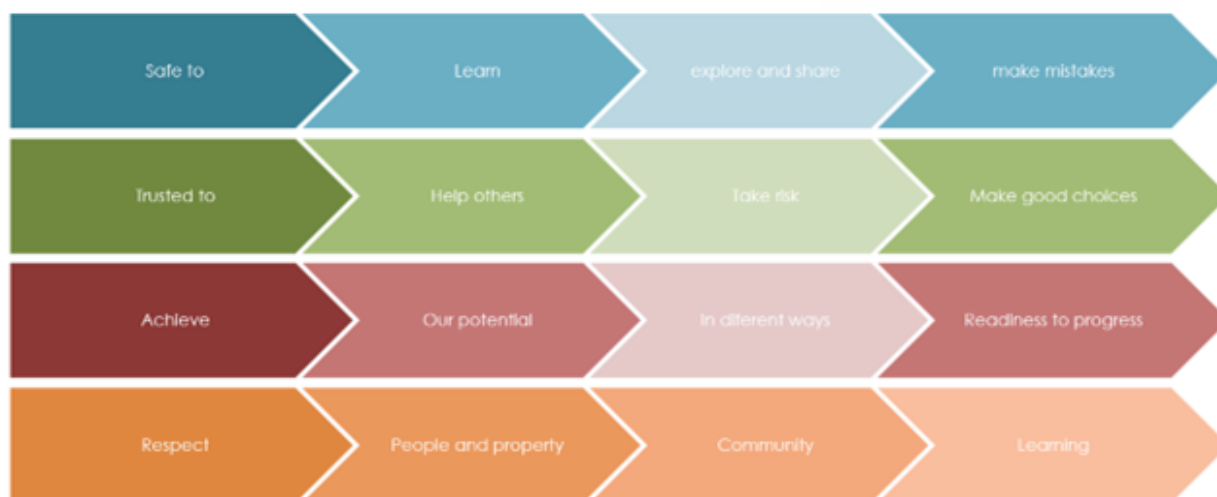 Safe to
Learn
explore and share
make mistakes
Trusted to
Help others
Take risk
Make good choices
Achieve
Our potential
In diferent ways
Readiness to progress
Respect
People and property
Community
Learning